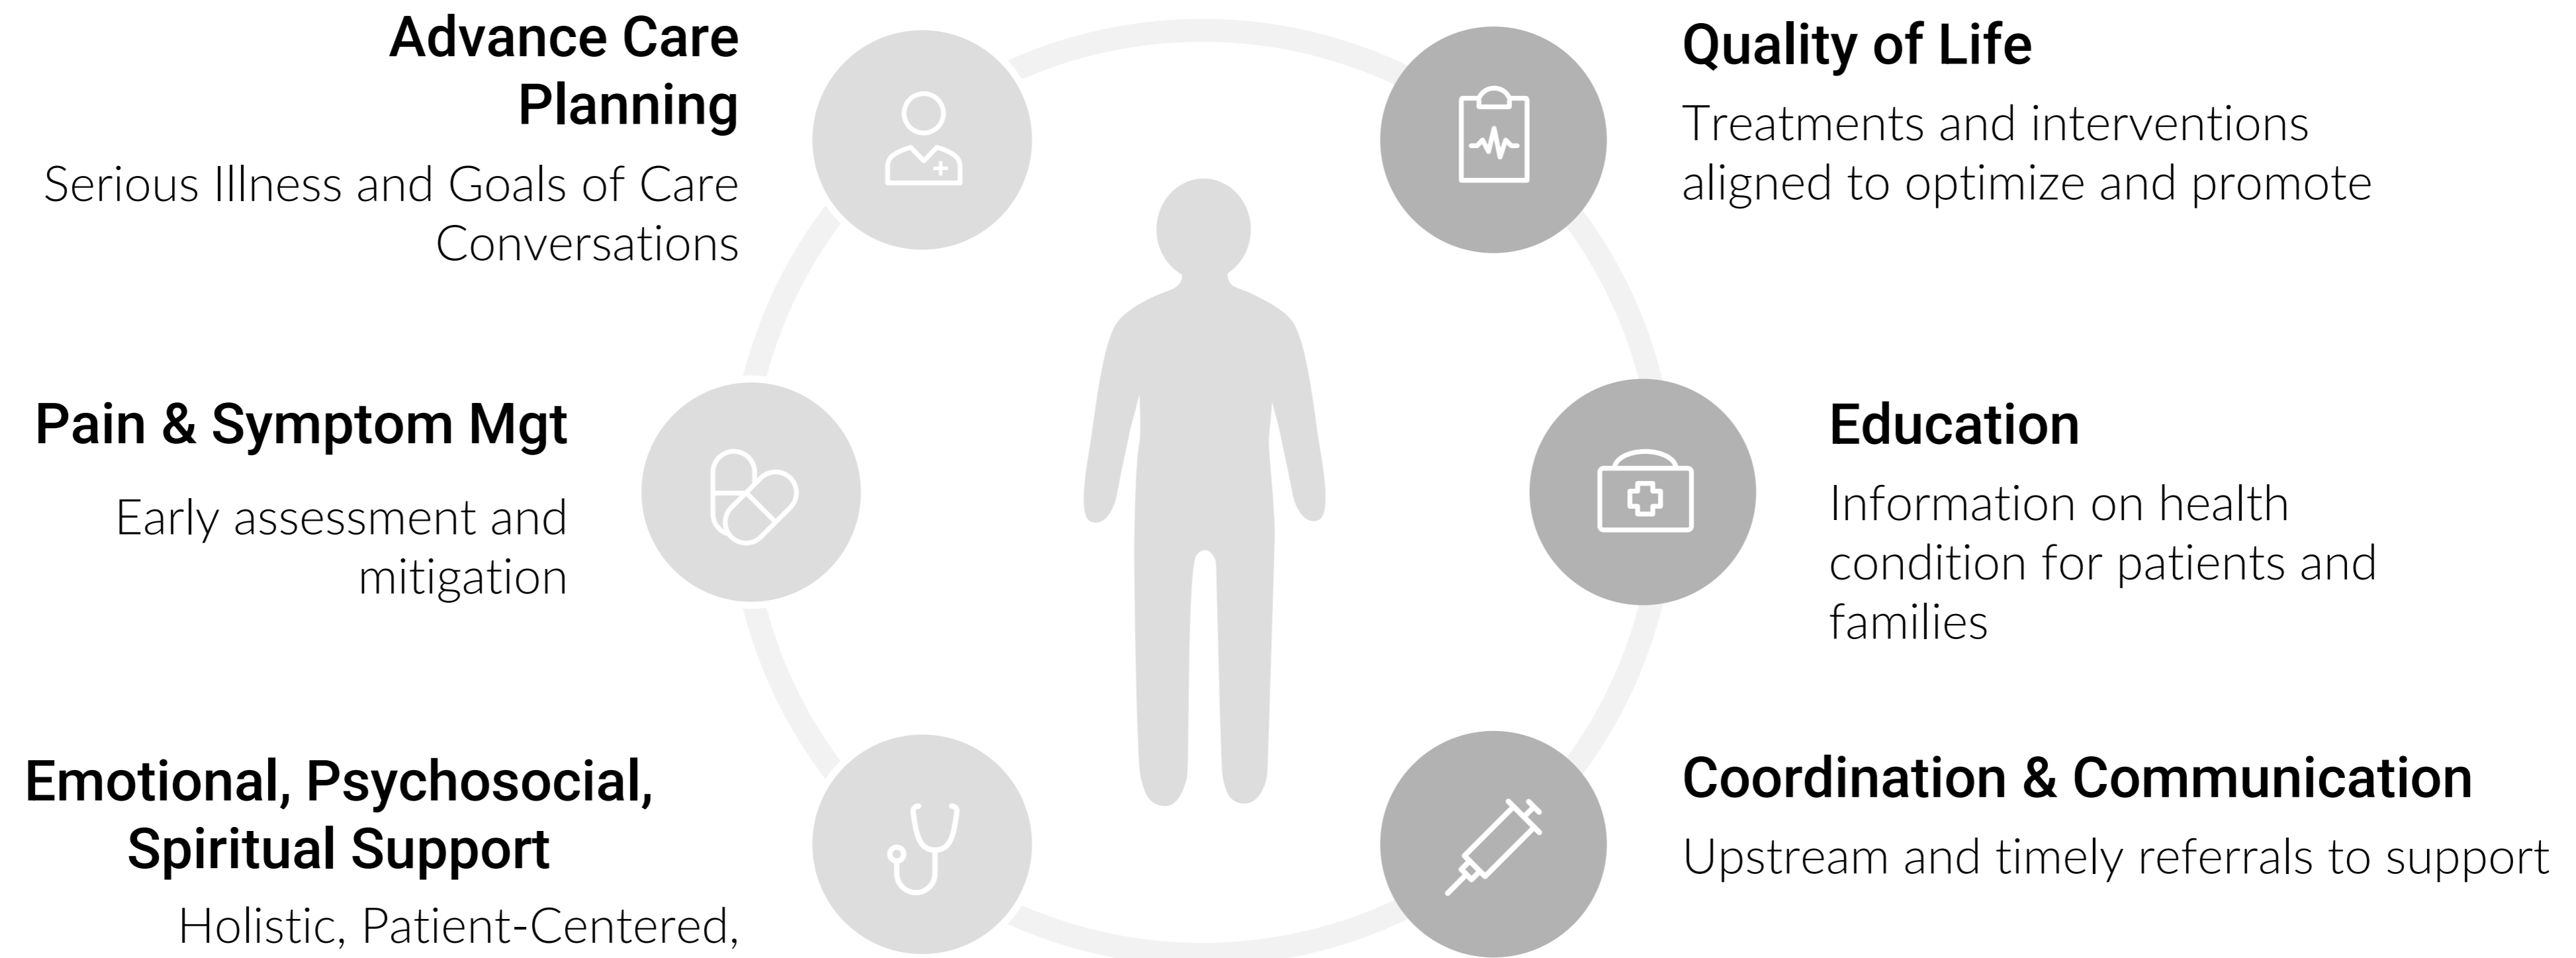 Advance Care
Planning
Serious Illness and Goals of Care
Conversations
Pain & Symptom Mgt
Early assessment and
mitigation
Emotional, Psychosocial,
Spiritual Support
Holistic, Patient-Centered,
Quality of Life
Treatments and interventions
aligned to optimize and promote
Education
Information on health
condition for patients and
families
Coordination & Communication
Upstream and timely referrals to support